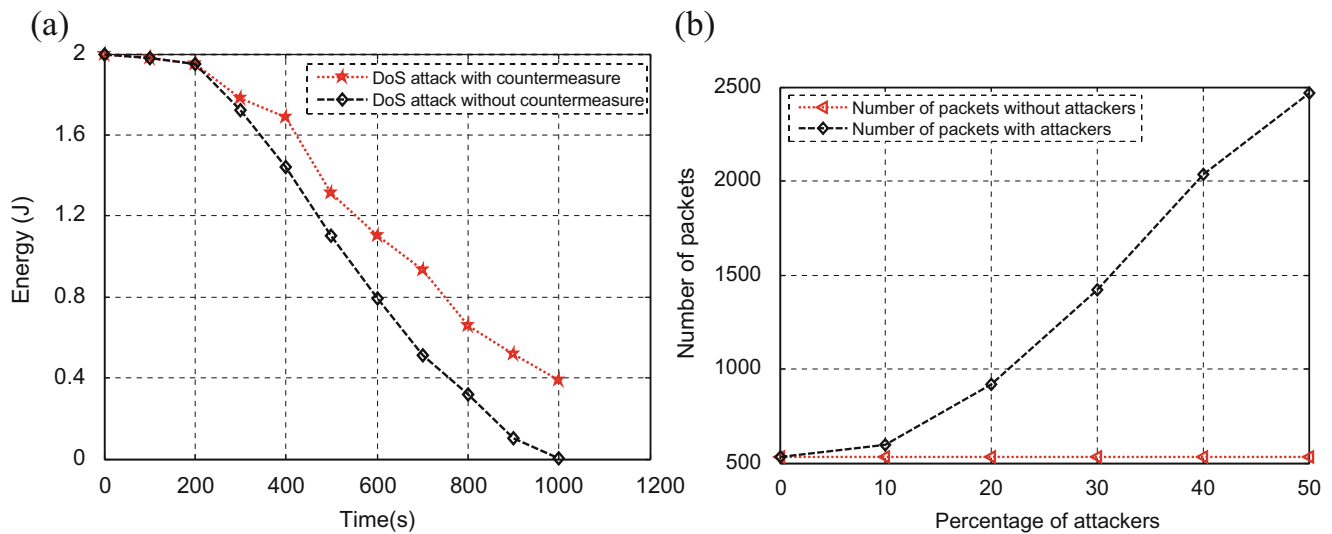 (a)
2
1.6
1.2
0.8
0.4
0
Energy (J)
DoS attack with countermeasure
DoS attack without countermeasure
0 200 400 600 800 1000 1200
Time(s)
(b)
2500
2000
1500
1000
500
Number of packets
Number of packets without attackers
Number of packets with attackers
0 10 20 30 40 50
Percentage of attackers